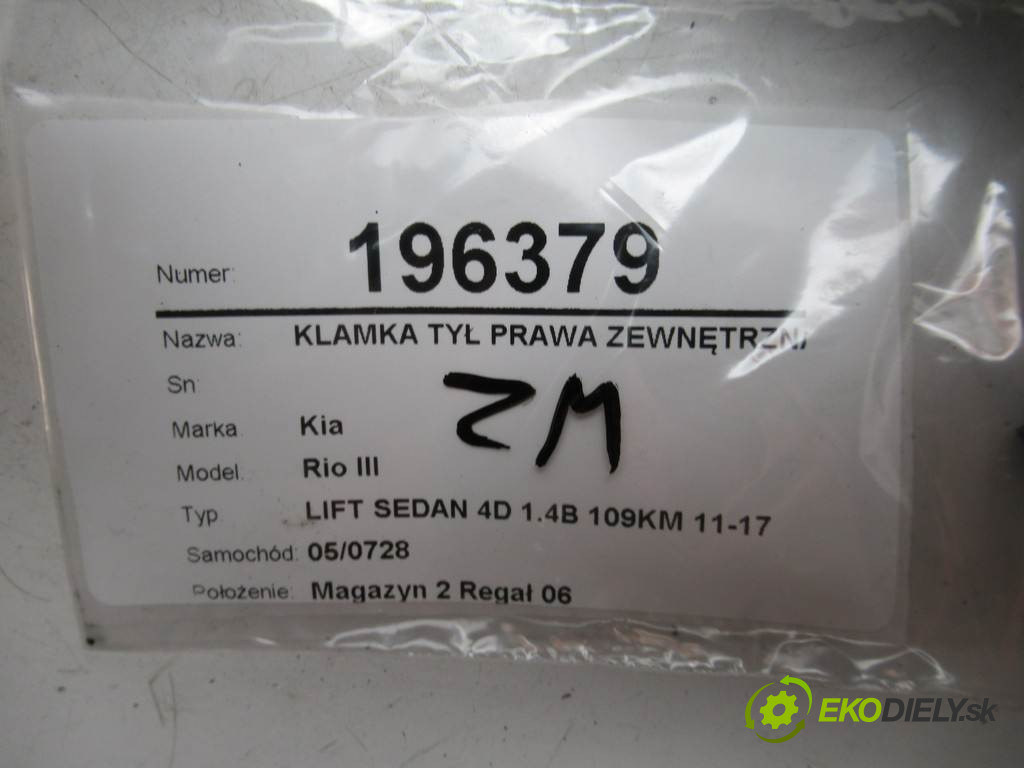 Numer: 196379
Nazwa: KLAMKA TYŁ PRAWA ZEWNĘTRZN
Sn:
ZM
Marka Kia
Model. Rio III
Typ LIFT SEDAN 4D 1.4B 109KM 11-17
Samochód: 05/0728
Położenie: Magazyn 2 Regał 06
EKODIELY.sk